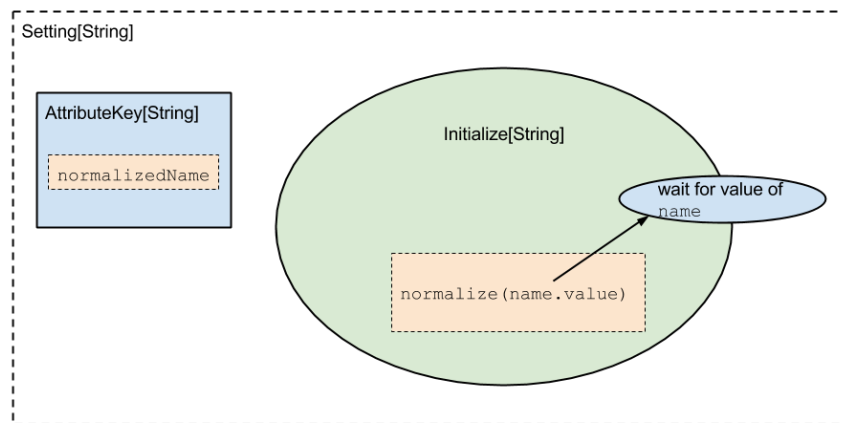 Setting[String]
AttributeKey[String]
normalizedName
Initialize[String]
wait for value of
name
normalize(name.value)